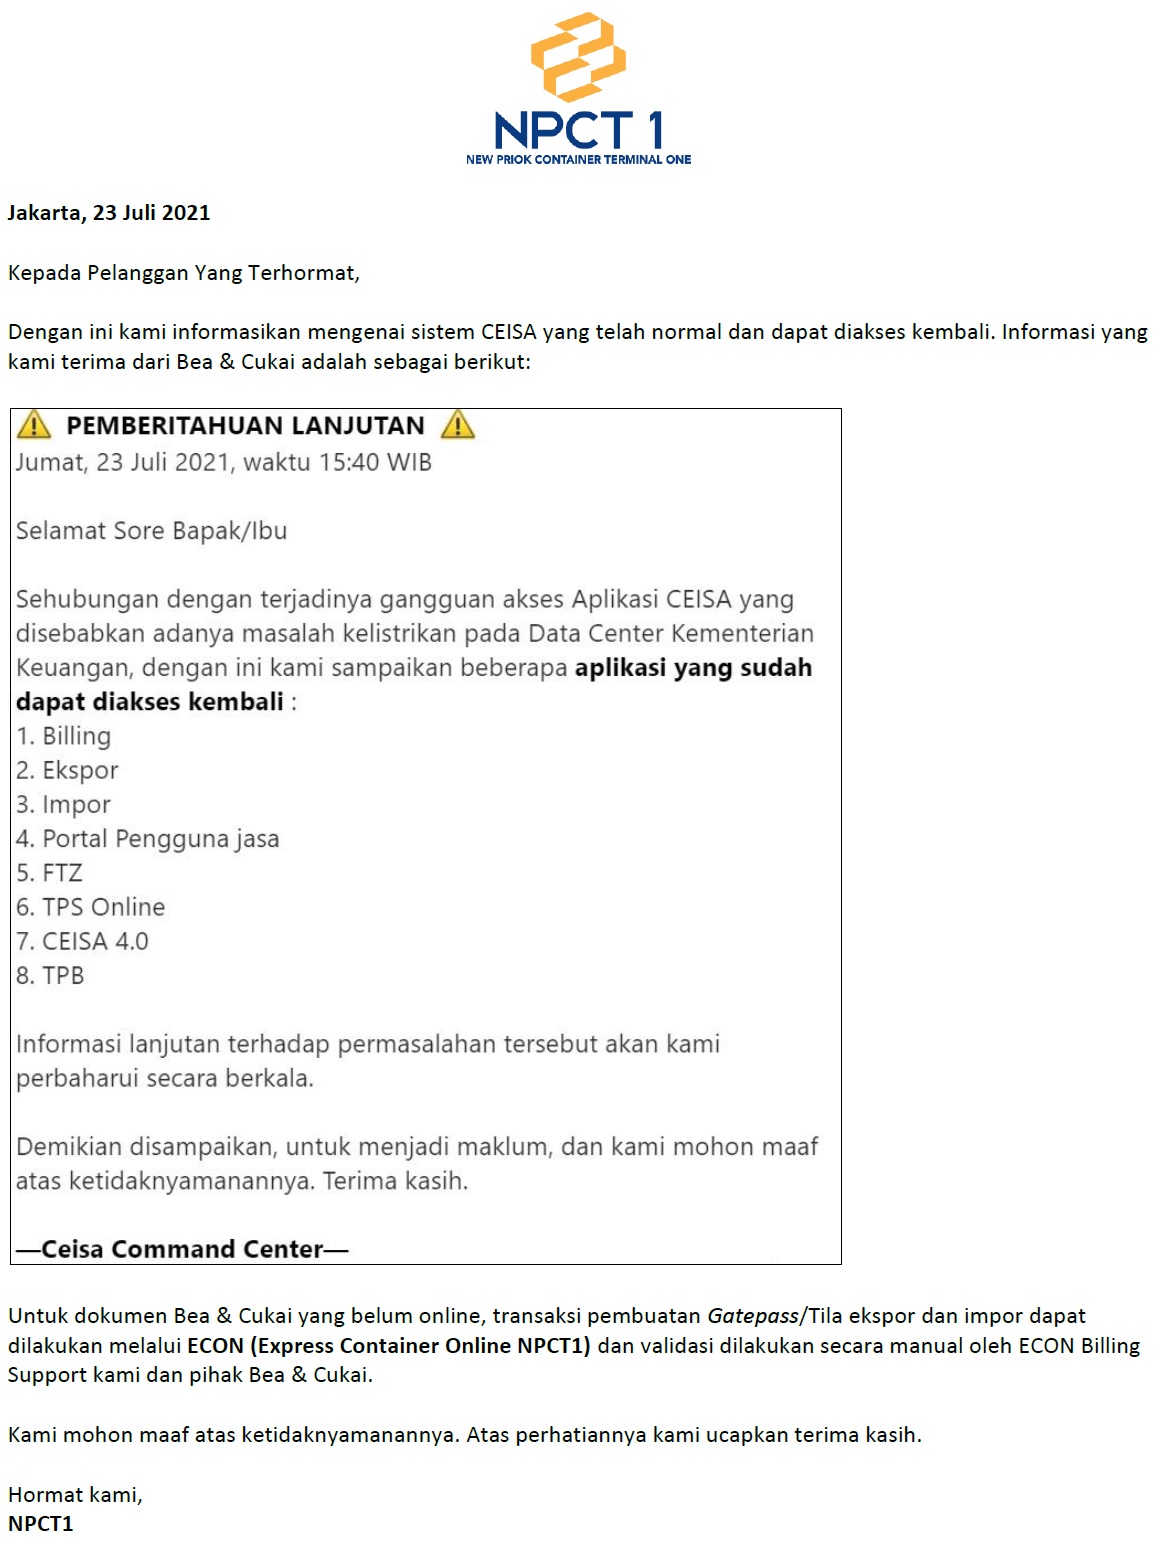 NPCT 1
NEW PRIOK CONTAINER TERMINAL ONE
Jakarta, 23 Juli 2021
Kepada Pelanggan Yang Terhormat,
Dengan ini kami informasikan mengenai sistem CEISA yang telah normal dan dapat diakses kembali. Informasi yang
kami terima dari Bea & Cukai adalah sebagai berikut:
⚠ PEMBERITAHUAN LANJUTAN ⚠
Jumat, 23 Juli 2021, waktu 15:40 WIB
Selamat Sore Bapak/Ibu
Sehubungan dengan terjadinya gangguan akses Aplikasi CEISA yang
disebabkan adanya masalah kelistrikan pada Data Center Kementerian
Keuangan, dengan ini kami sampaikan beberapa aplikasi yang sudah
dapat diakses kembali :
1. Billing
2. Ekspor
3. Impor
4. Portal Pengguna jasa
5. FTZ
6. TPS Online
7. CEISA 4.0
8. TPB
Informasi lanjutan terhadap permasalahan tersebut akan kami
perbaharui secara berkala.
Demikian disampaikan, untuk menjadi maklum, dan kami mohon maaf
atas ketidaknyamanannya. Terima kasih.
—Ceisa Command Center—
Untuk dokumen Bea & Cukai yang belum online, transaksi pembuatan Gatepass/Tila ekspor dan impor dapat
dilakukan melalui ECON (Express Container Online NPCT1) dan validasi dilakukan secara manual oleh ECON Billing
Support kami dan pihak Bea & Cukai.
Kami mohon maaf atas ketidaknyamanannya. Atas perhatiannya kami ucapkan terima kasih.
Hormat kami,
NPCT1